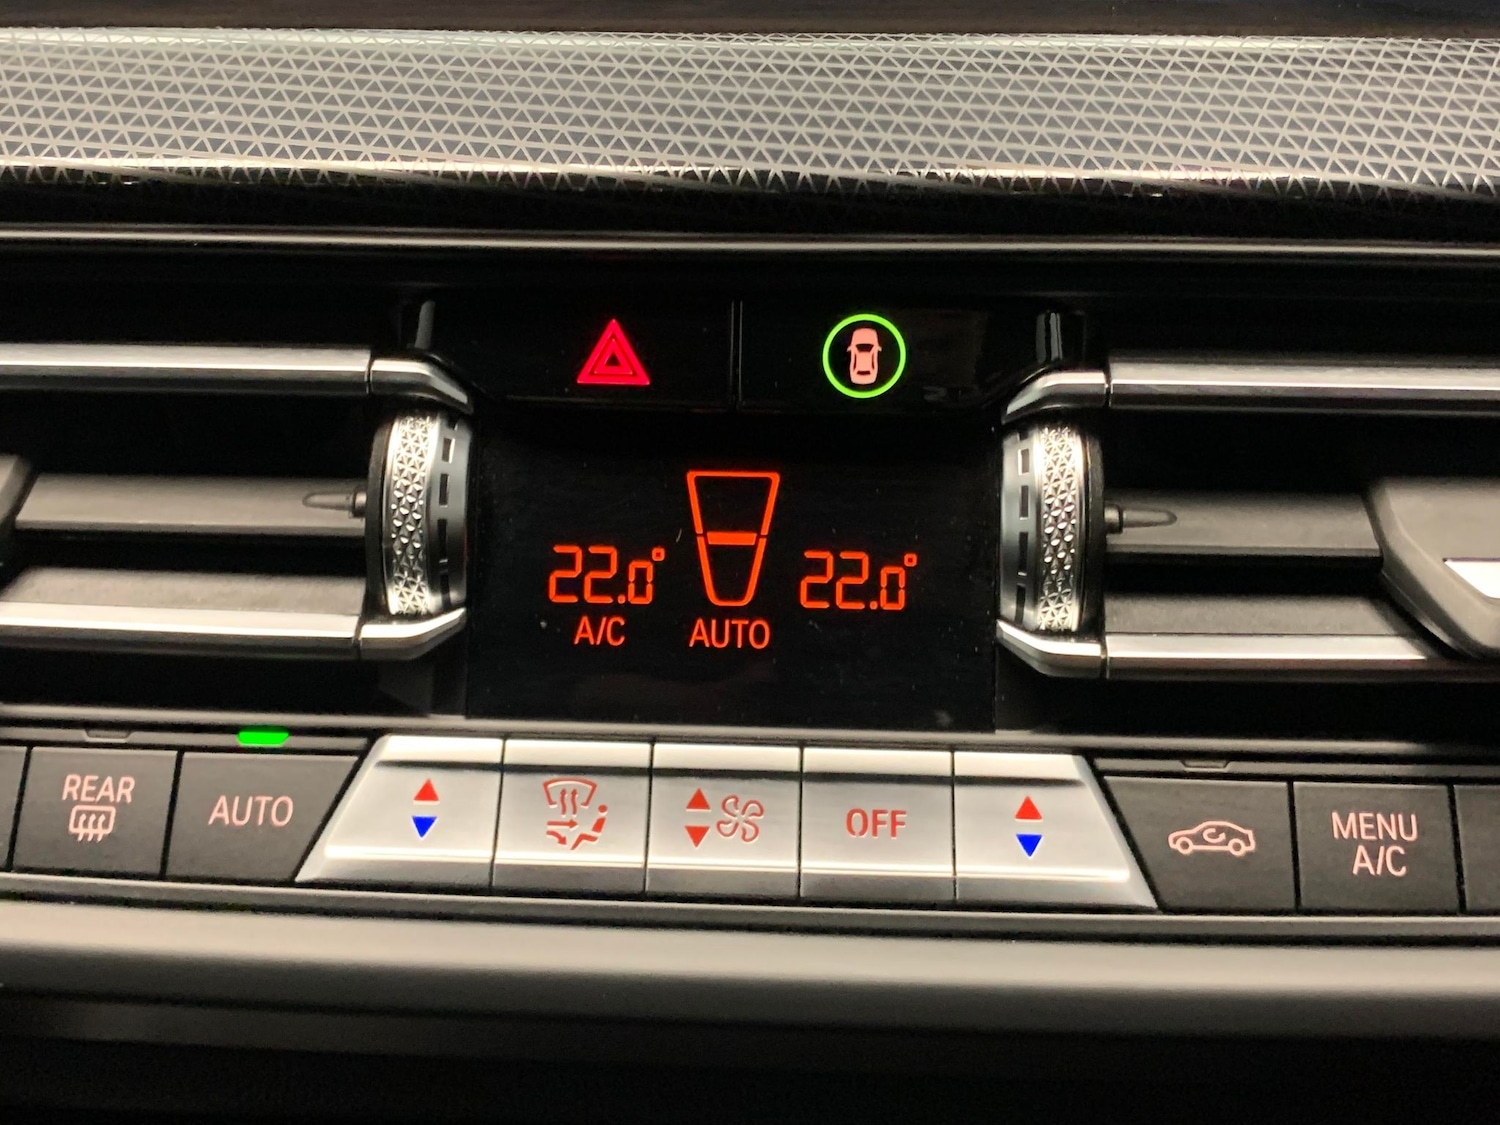 22.0°
22.0°
A/C
AUTO
REAR
AUTO
OFF
MENU
A/C